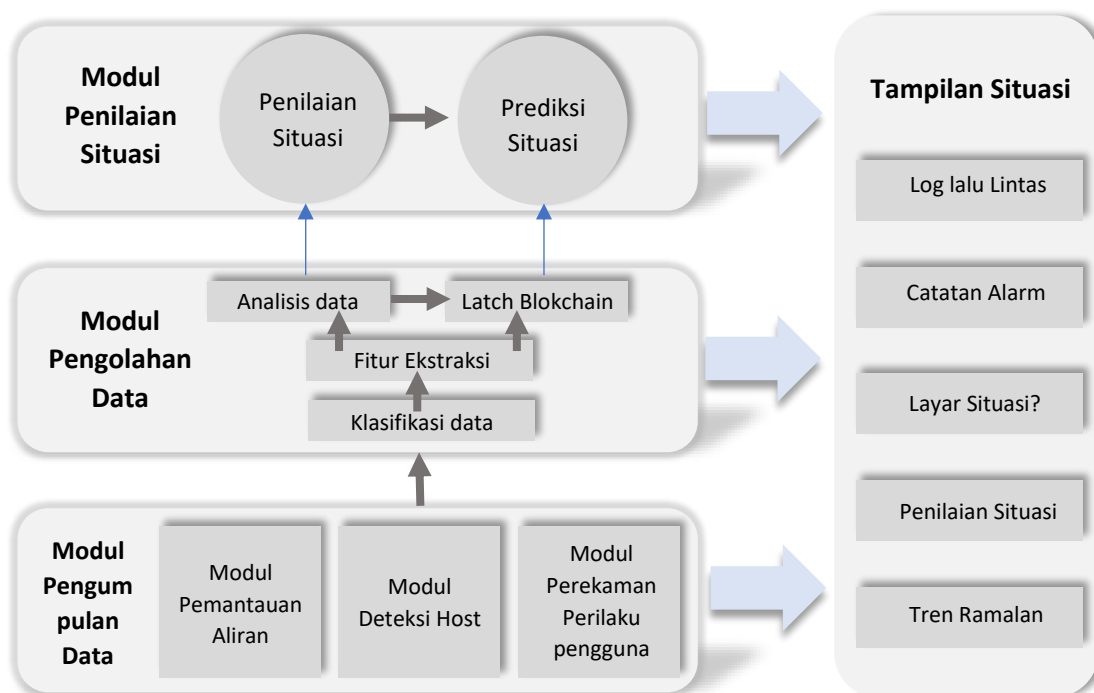 Modul
Penilaian
Situasi
Penilaian
Situasi
Prediksi
Situasi
Modul
Pengolahan
Data
Analisis data
Latch Blokchain
Fitur Ekstraksi
Klasifikasi data
Modul
Pengum
pulan
Data
Modul
Pemantauan
Aliran
Modul
Deteksi Host
Modul
Perekaman
Perilaku
pengguna
Tampilan Situasi
Log lalu Lintas
Catatan Alarm
Layar Situasi?
Penilaian Situasi
Tren Ramalan